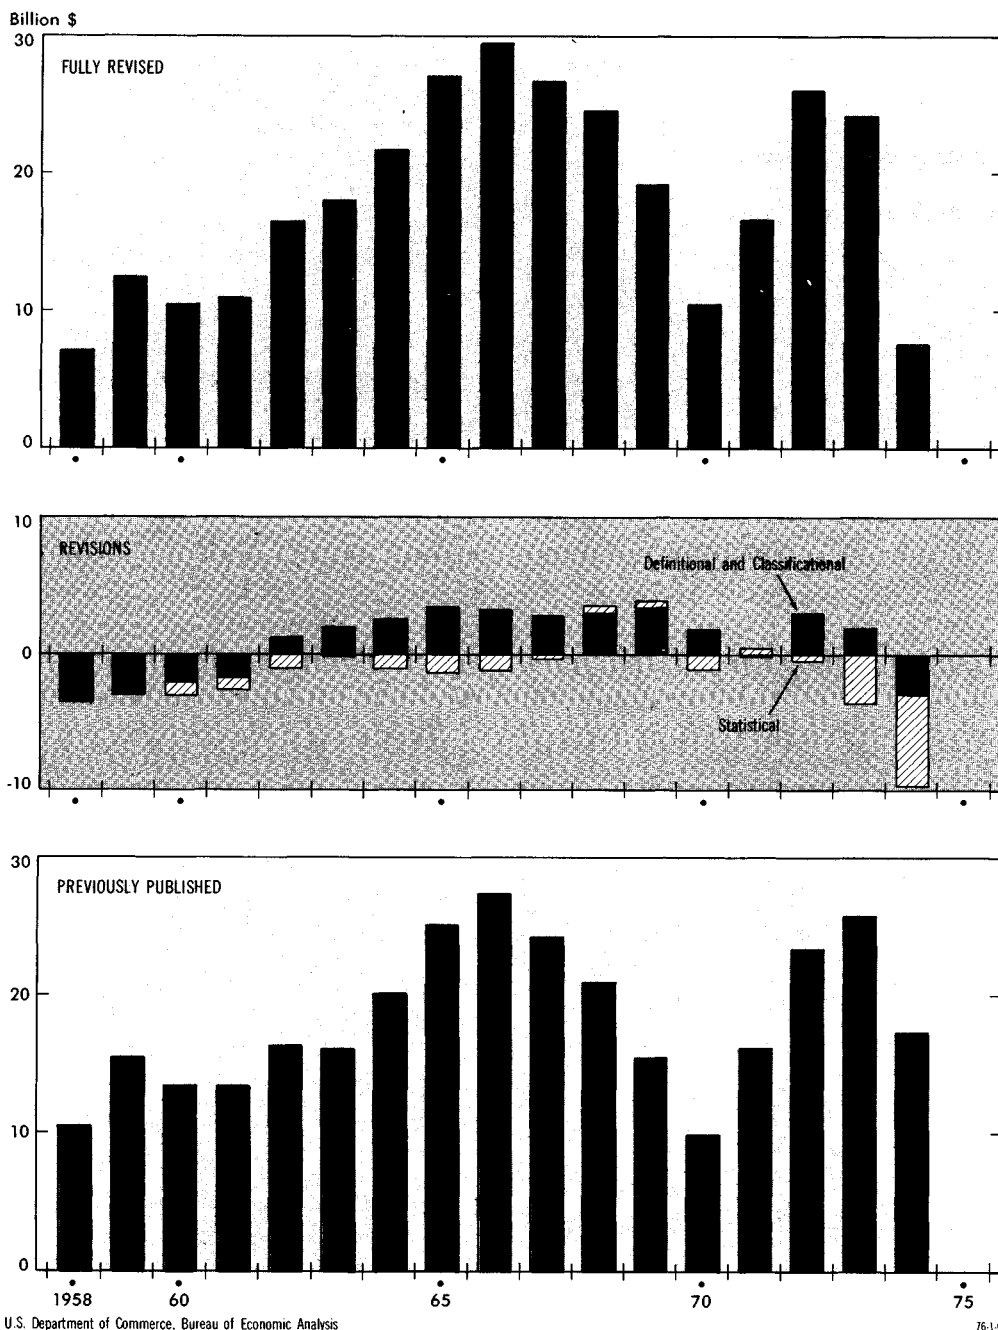 Billion $
30
FULLY REVISED
20
10
0
10
REVISIONS
Definitional and Classificational
0
Statistical
-10
30
PREVIOUSLY PUBLISHED
20
10
0
1958 60 65 70 75
U.S. Department of Commerce, Bureau of Economic Analysis